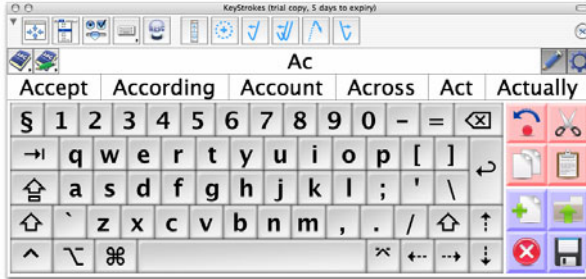 KeyStrokes (trial copy, 5 days to expiry)
Ac
Accept According Account Across Act Actually
§ 1 2 3 4 5 6 7 8 9 0 - =
q w e r t y u i o p [ ]
a s d f g h j k l ; ' \
` z x c v b n m , . /